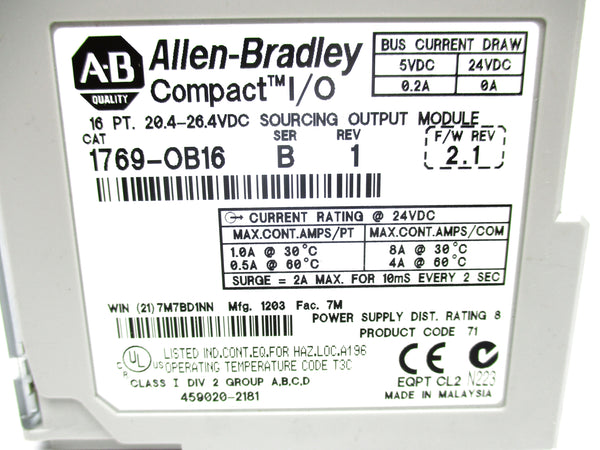 A-B
QUALITY
Allen-Bradley
Compact™ I/O
BUS CURRENT DRAW
5VDC 24VDC
0.2A 0A
16 PT. 20.4-26.4VDC SOURCING OUTPUT MODULE
CAT SER REV F/W REV
1769-OB16 B 1 2.1
CURRENT RATING @ 24VDC
MAX.CONT.AMPS/PT MAX.CONT.AMPS/COM
1.0A @ 30°C 8A @ 30°C
0.5A @ 60°C 4A @ 60°C
SURGE = 2A MAX. FOR 10mS EVERY 2 SEC
WIN (21)7M7BD1NN Mfg. 1203 Fac. 7M
POWER SUPPLY DIST. RATING 8
PRODUCT CODE 71
C UL US
LISTED IND.CONT.EQ.FOR HAZ.LOC.A196
OPERATING TEMPERATURE CODE T3C
CE
CLASS I DIV 2 GROUP A,B,C,D
EQPT CL2 N223
459020-2181
MADE IN MALAYSIA